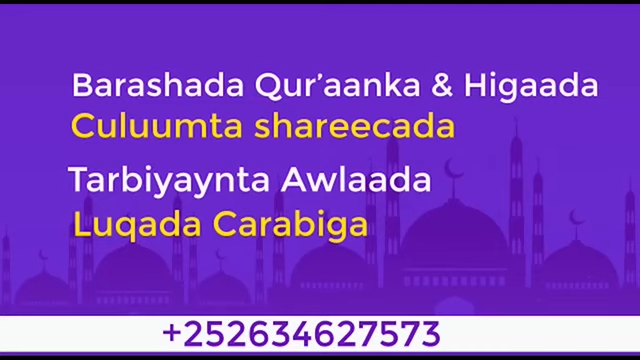 Barashada Qur’aanka & Higaada
Culuumta shareecada
Tarbiyaynta Awlaada
Luqada Carabiga
+252634627573